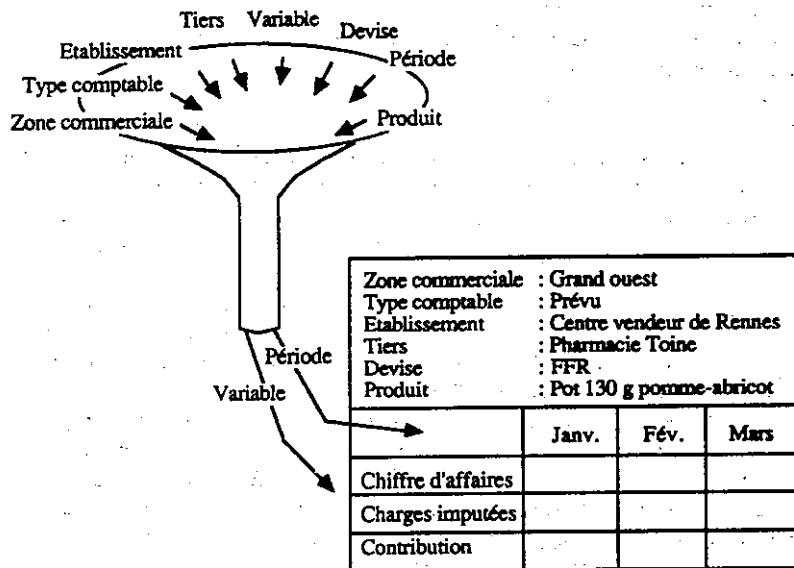 Tiers Variable
Devise
Etablissement
Période
Type comptable
Zone commerciale
Produit
Période
Variable
Zone commerciale : Grand ouest
Type comptable : Prévu
Etablissement : Centre vendeur de Rennes
Tiers : Pharmacie Toine
Devise : FFR
Produit : Pot 130 g pomme-abricot
Janv. Fév. Mars
Chiffre d'affaires
Charges imputées
Contribution